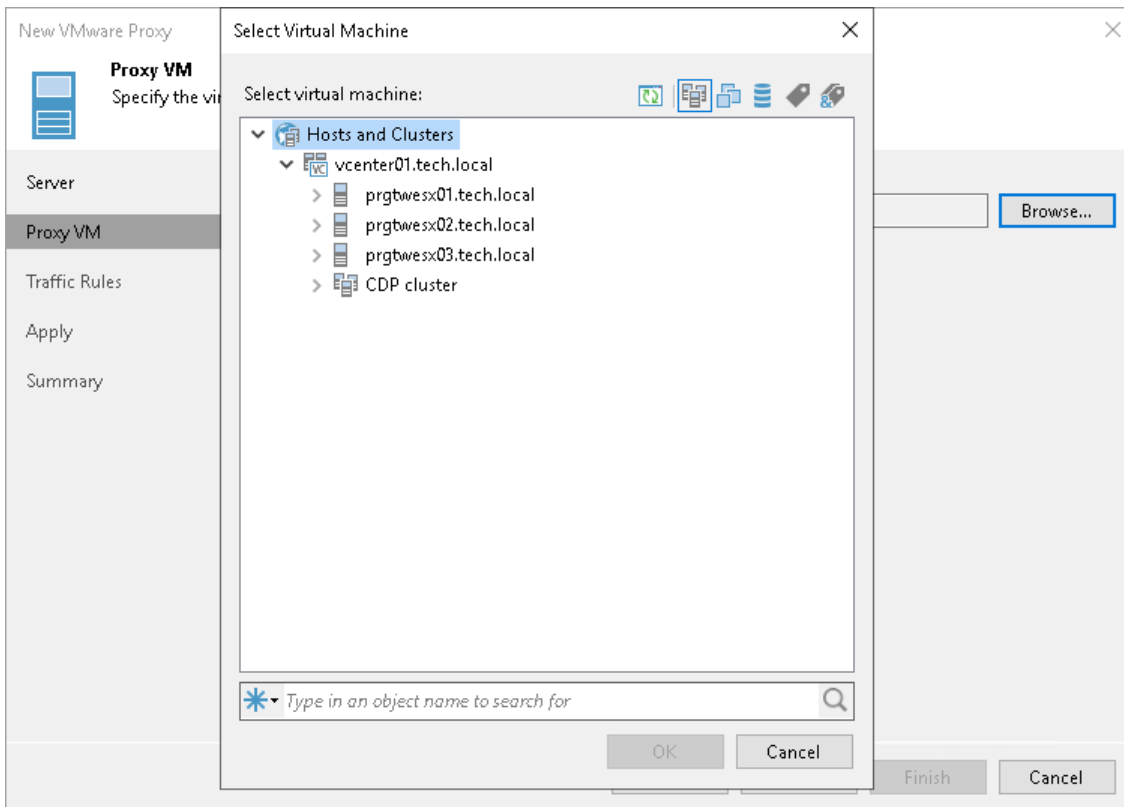 New VMware Proxy
Proxy VM
Specify the vi
Server
Proxy VM
Traffic Rules
Apply
Summary
Browse...
Finish
Cancel
Select Virtual Machine
Select virtual machine:
Hosts and Clusters
VC vcenter01.tech.local
prgtwesx01.tech.local
prgtwesx02.tech.local
prgtwesx03.tech.local
CDP cluster
Type in an object name to search for
OK
Cancel